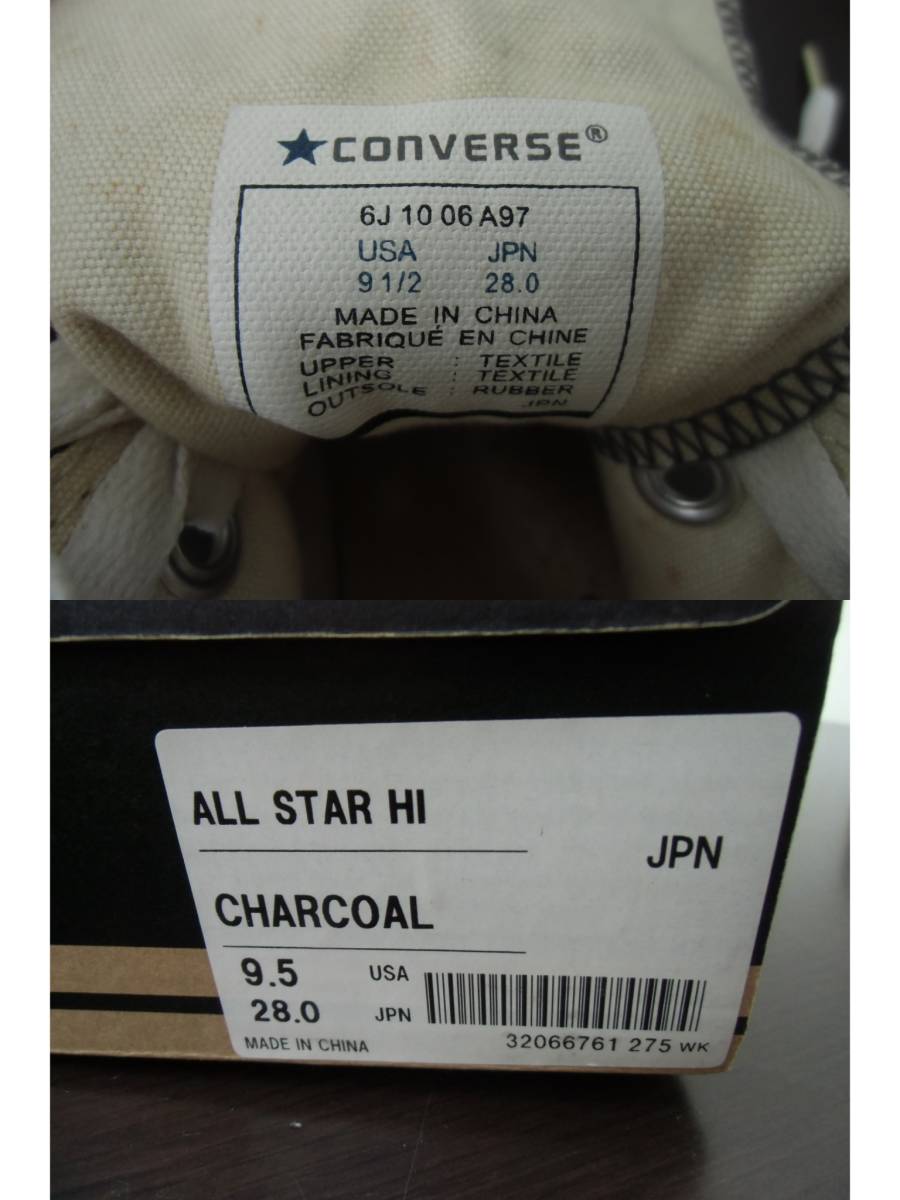 ★CONVERSE®
6J 10 06 A97
USA JPN
9 1/2 28.0
MADE IN CHINA
FABRIQUÉ EN CHINE
UPPER : TEXTILE
LINING : TEXTILE
OUTSOLE : RUBBER
JPN
ALL STAR HI
JPN
CHARCOAL
9.5 USA
28.0 JPN
MADE IN CHINA
32066761 275 WK